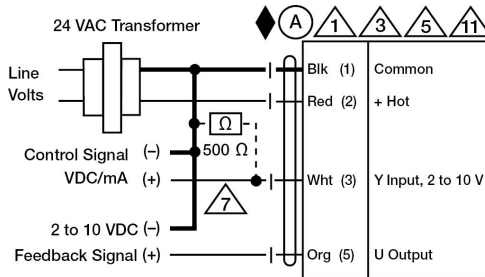 24 VAC Transformer
A 1 3 5 11
Line
Volts
Blk (1) Common
Red (2) + Hot
Ω
500 Ω
Control Signal (–)
VDC/mA (+)
Wht (3) Y Input, 2 to 10 V
7
2 to 10 VDC (–)
Feedback Signal (+)
Org (5) U Output